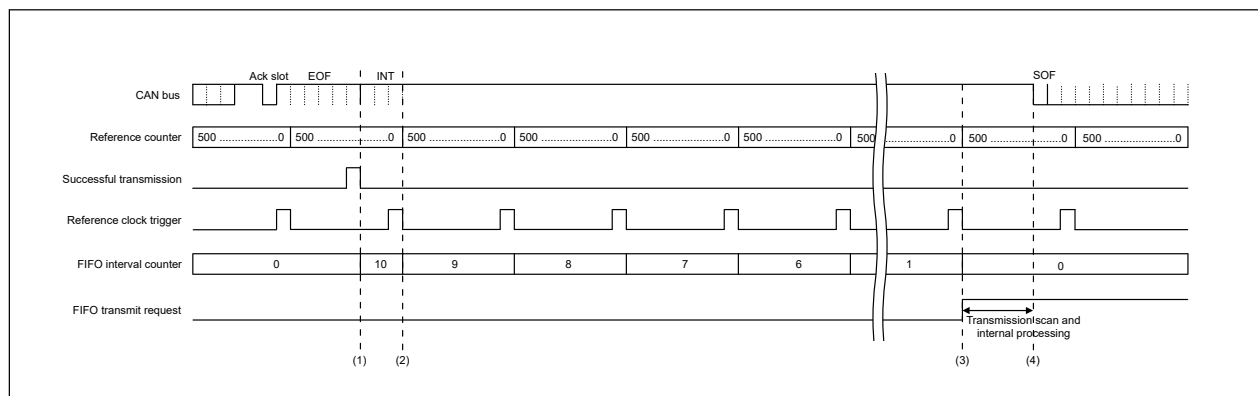 Ack slot EOF INT SOF
CAN bus
Reference counter 500 ......................0 500 ......................0 500 ......................0 500 ......................0 500 ......................0 500 ......................0 500 ......................0 500 ......................0 500 ......................0
Successful transmission
Reference clock trigger
FIFO interval counter 0 10 9 8 7 6 1 0
FIFO transmit request
Transmission scan and
internal processing
(1) (2) (3) (4)